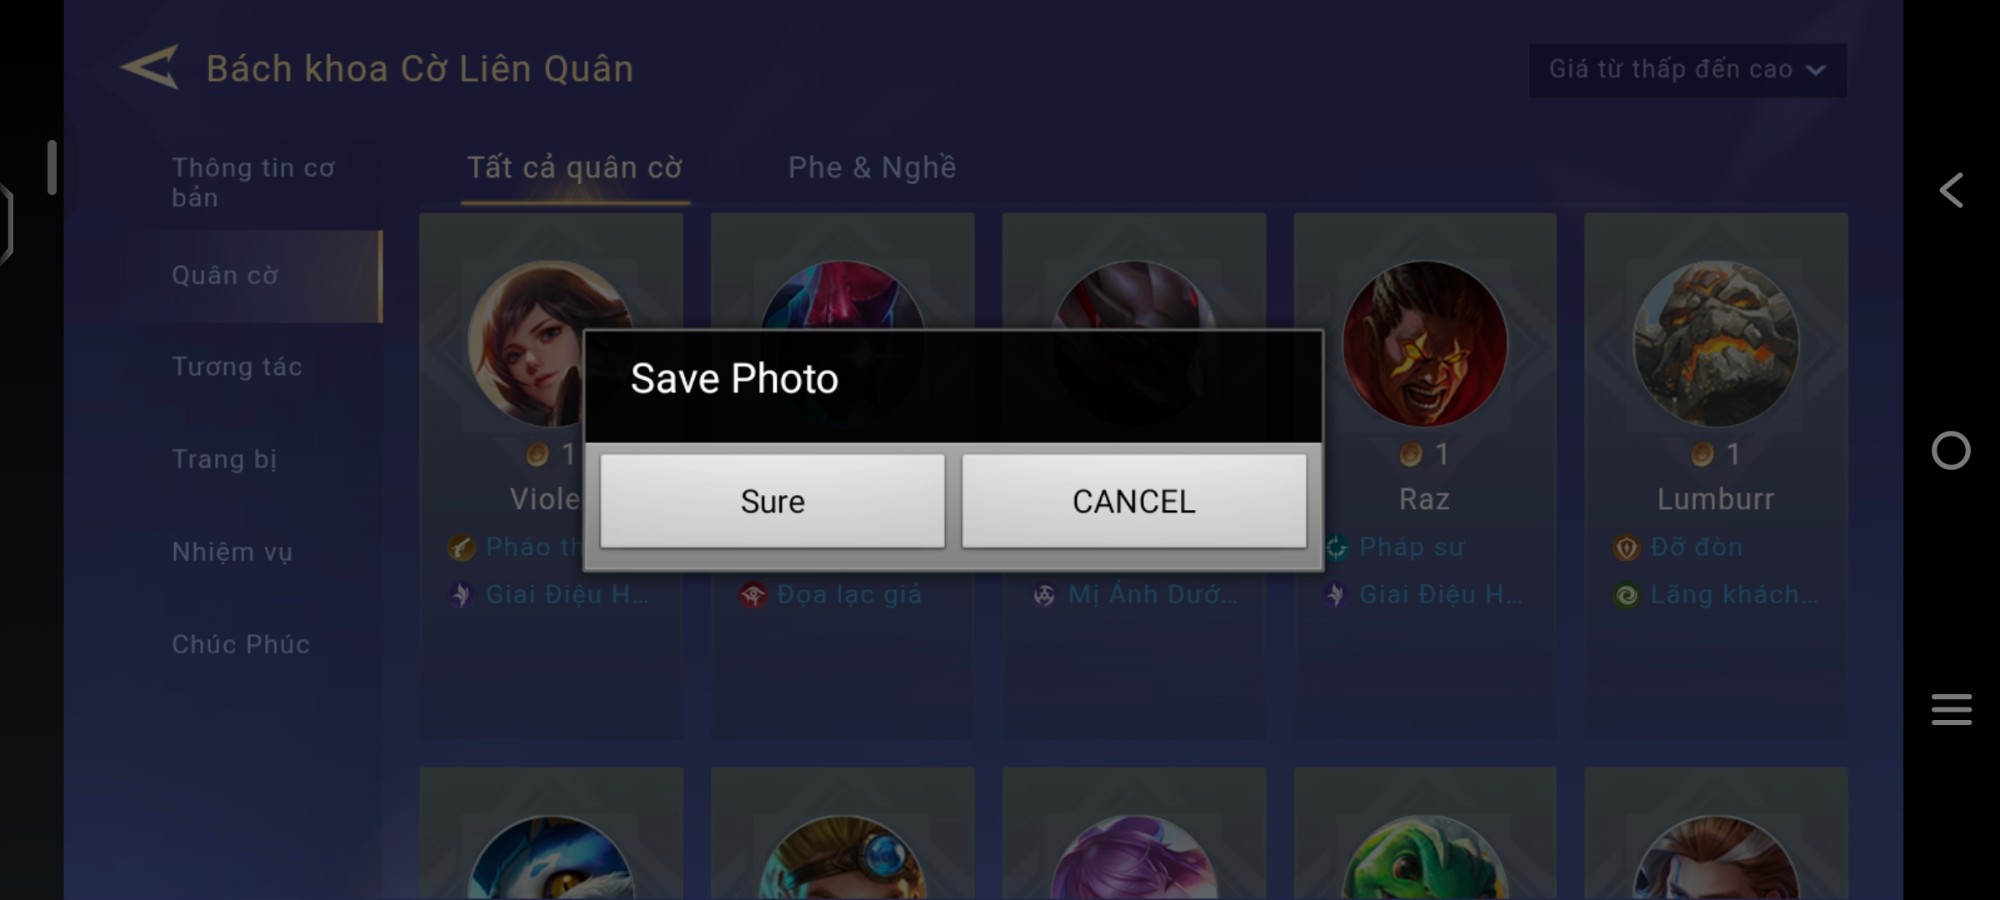 Bách khoa Cờ Liên Quân
Giá từ thấp đến cao
Thông tin cơ
bản
Quân cờ
Tương tác
Trang bị
Nhiệm vụ
Chúc Phúc
Tất cả quân cờ
Phe & Nghề
Save Photo
Sure
CANCEL
1
Viole
Pháo th
Giai Điệu H...
Đọa lạc giả
Mị Ảnh Dướ...
1
Raz
Pháp sư
Giai Điệu H...
1
Lumburr
Đỡ đòn
Lãng khách...